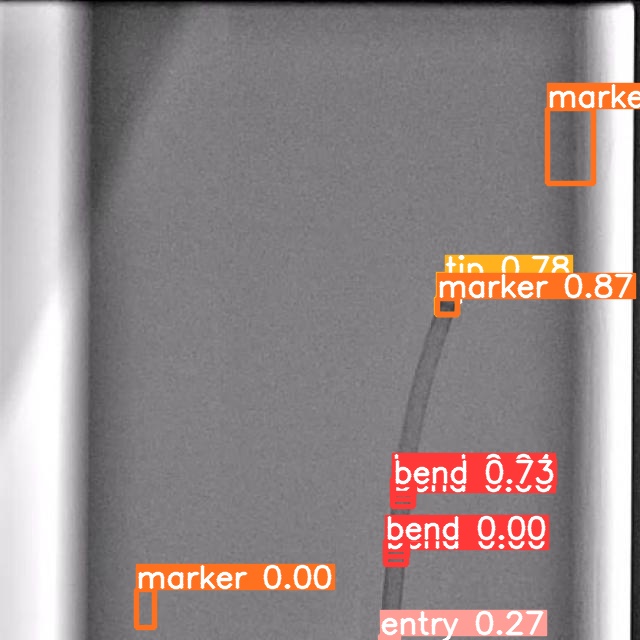 marke
tip 0.78
marker 0.87
bend 0.73
bend 0.00
marker 0.00
entry 0.27